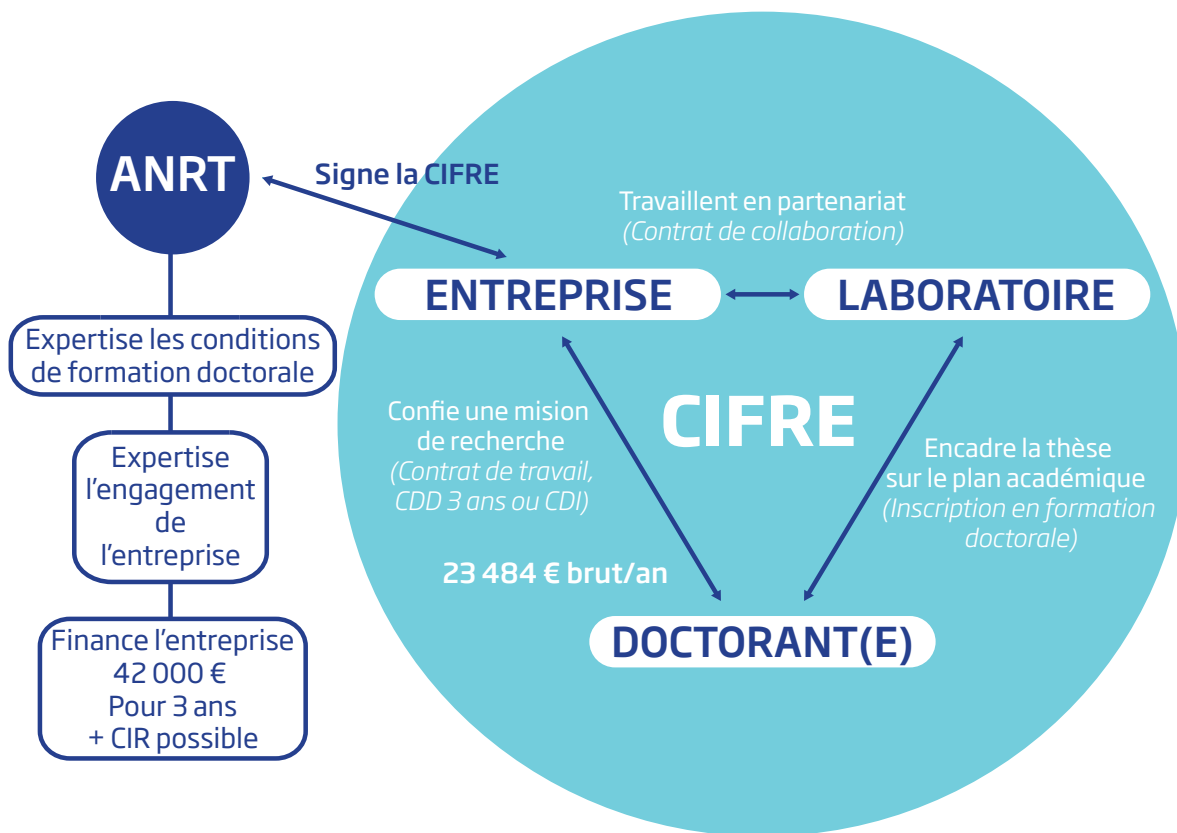 ANRT
Signe la CIFRE
Expertise les conditions
de formation doctorale
Expertise
l'engagement
de
l'entreprise
Finance l'entreprise
42 000 €
Pour 3 ans
+ CIR possible
Travaillent en partenariat
(Contrat de collaboration)
ENTREPRISE
LABORATOIRE
CIFRE
Confie une mision
de recherche
(Contrat de travail,
CDD 3 ans ou CDI)
Encadre la thèse
sur le plan académique
(Inscription en formation
doctorale)
23 484 € brut/an
DOCTORANT(E)